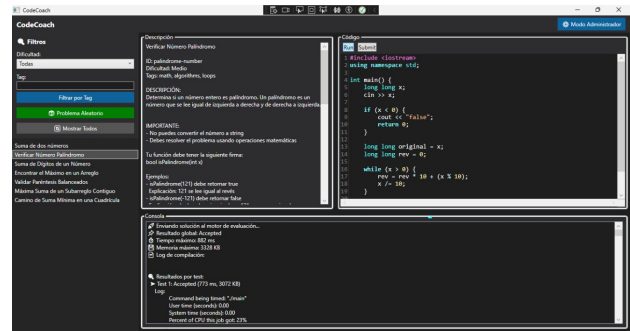 CodeCoach
CodeCoach
Modo Administrador
Filtros
Dificultad:
Todas
Tag:
Filtrar por Tag
Problema Aleatorio
Mostrar Todos
Suma de dos números
Verificar Número Palíndromo
Suma de Dígitos de un Número
Encontrar el Máximo en un Arreglo
Validar Paréntesis Balanceados
Máxima Suma de un Subarreglo Contiguo
Camino de Suma Mínima en una Cuadrícula
Descripción
Verificar Número Palíndromo
ID: palindrome-number
Dificultad: Medio
Tags: math, algorithms, loops
DESCRIPCIÓN:
Determina si un número entero es palíndromo. Un palíndromo es un
número que se lee igual de izquierda a derecha y de derecha a izquierda.
IMPORTANTE:
- No puedes convertir el número a string
- Debes resolver el problema usando operaciones matemáticas
Tu función debe tener la siguiente firma:
bool isPalindrome(int x)
Ejemplos:
- isPalindrome(121) debe retornar true
Explicación: 121 se lee igual al revés
- isPalindrome(-121) debe retornar false
Código
Run Submit
1 #include <iostream>
2 using namespace std;
3
4 int main() {
5 long long x;
6 cin >> x;
7
8 if (x < 0) {
9 cout << "false";
10 return 0;
11 }
12
13 long long original = x;
14 long long rev = 0;
15
16 while (x > 0) {
17 rev = rev * 10 + (x % 10);
18 x /= 10;
19 }
Consola
Enviando solución al motor de evaluación...
Resultado global: Accepted
Tiempo máximo: 882 ms
Memoria máxima: 3328 KB
Log de compilación:
Resultados por test:
Test 1: Accepted (773 ms, 3072 KB)
Log:
Command being timed: "./main"
User time (seconds): 0.00
System time (seconds): 0.00
Percent of CPU this job got: 23%